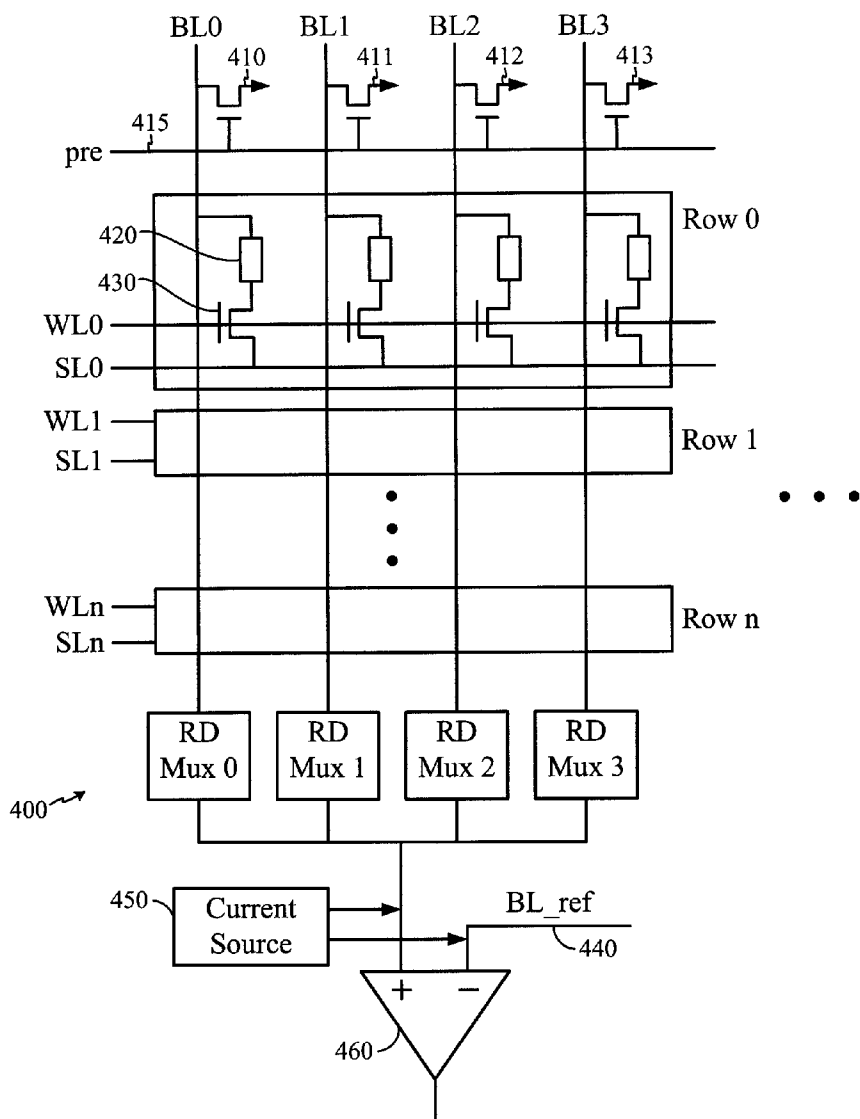 BL0 BL1 BL2 BL3
410 411 412 413
415
pre
Row 0
420
430
WL0
SL0
WL1
Row 1
SL1
WLn
Row n
SLn
RD Mux 0
RD Mux 1
RD Mux 2
RD Mux 3
400
450
Current Source
BL_ref
440
+ −
460